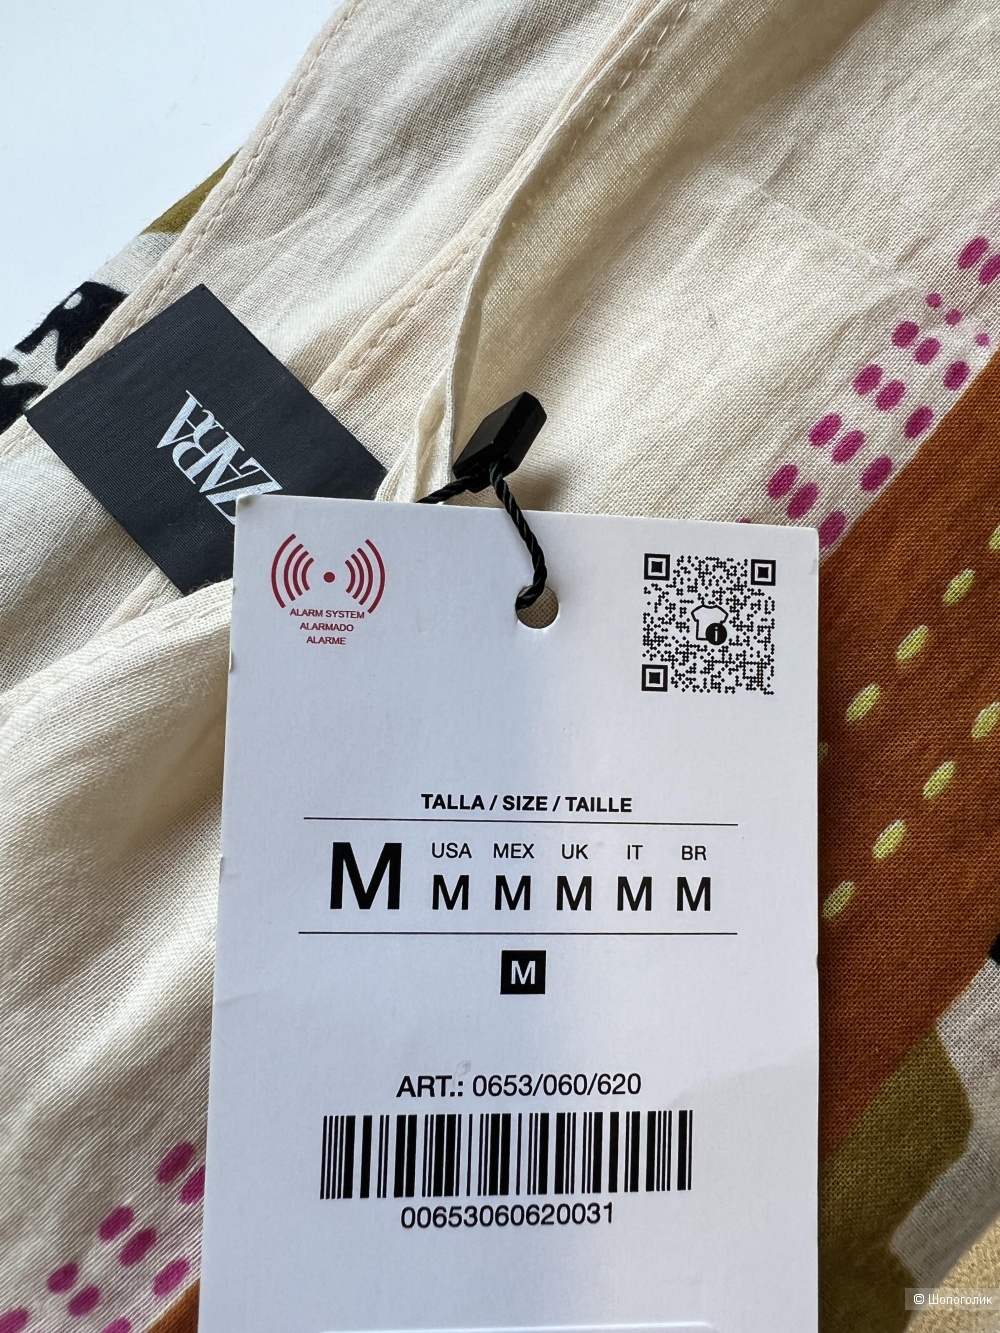 ZARA
ALARM SYSTEM
ALARMADO
ALARME
i
TALLA / SIZE / TAILLE
M
USA MEX UK IT BR
M M M M M
M
ART.: 0653/060/620
00653060620031
© Шопоголик